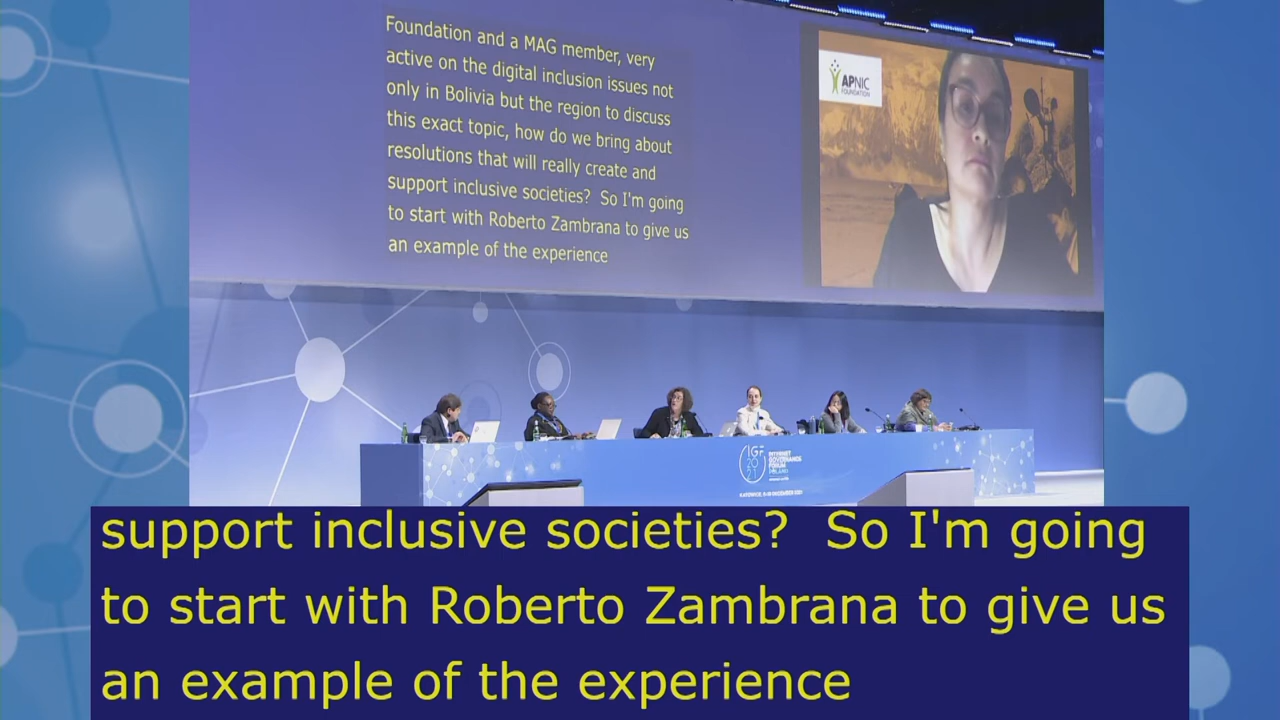 Foundation and a MAG member, very
active on the digital inclusion issues not
only in Bolivia but the region to discuss
this exact topic, how do we bring about
resolutions that will really create and
support inclusive societies?  So I'm going
to start with Roberto Zambrana to give us
an example of the experience
APNIC
FOUNDATION
IGF
20
21
INTERNET
GOVERNANCE
FORUM
POLAND
support inclusive societies?  So I'm going
to start with Roberto Zambrana to give us
an example of the experience